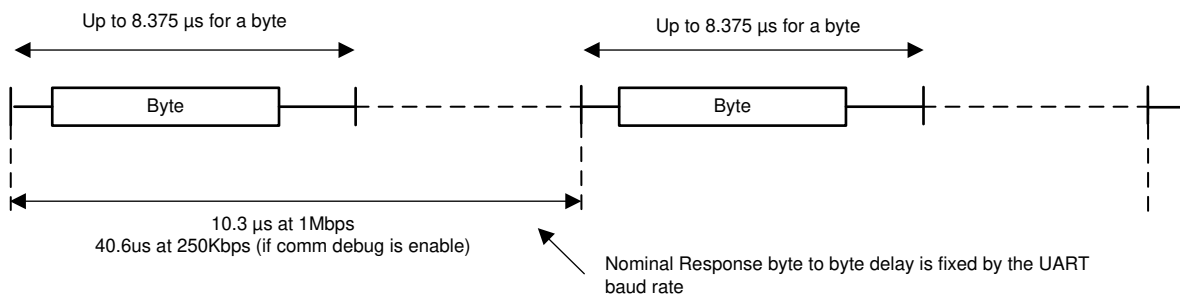 Up to 8.375 µs for a byte
Up to 8.375 µs for a byte
Byte
Byte
10.3 µs at 1Mbps
40.6us at 250Kbps (if comm debug is enable)
Nominal Response byte to byte delay is fixed by the UART
baud rate